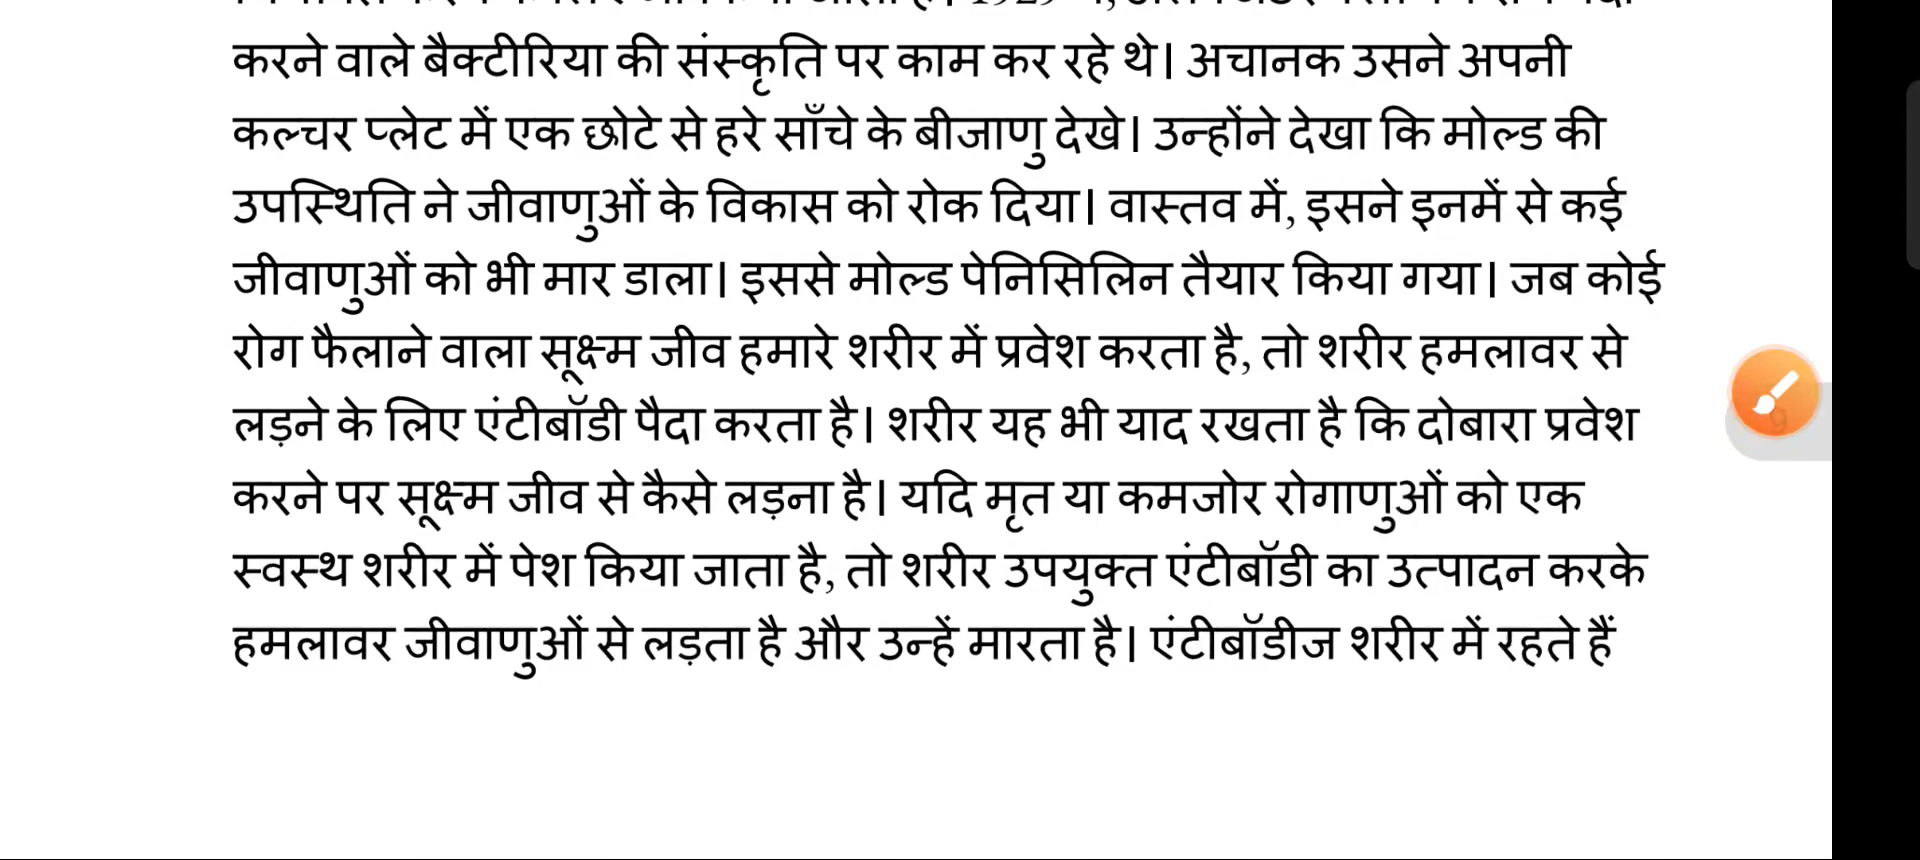 करने वाले बैक्टीरिया की संस्कृति पर काम कर रहे थे। अचानक उसने अपनी
कल्चर प्लेट में एक छोटे से हरे साँचे के बीजाणु देखे। उन्होंने देखा कि मोल्ड की
उपस्थिति ने जीवाणुओं के विकास को रोक दिया। वास्तव में, इसने इनमें से कई
जीवाणुओं को भी मार डाला। इससे मोल्ड पेनिसिलिन तैयार किया गया। जब कोई
रोग फैलाने वाला सूक्ष्म जीव हमारे शरीर में प्रवेश करता है, तो शरीर हमलावर से
लड़ने के लिए एंटीबॉडी पैदा करता है। शरीर यह भी याद रखता है कि दोबारा प्रवेश
करने पर सूक्ष्म जीव से कैसे लड़ना है। यदि मृत या कमजोर रोगाणुओं को एक
स्वस्थ शरीर में पेश किया जाता है, तो शरीर उपयुक्त एंटीबॉडी का उत्पादन करके
हमलावर जीवाणुओं से लड़ता है और उन्हें मारता है। एंटीबॉडीज शरीर में रहते हैं